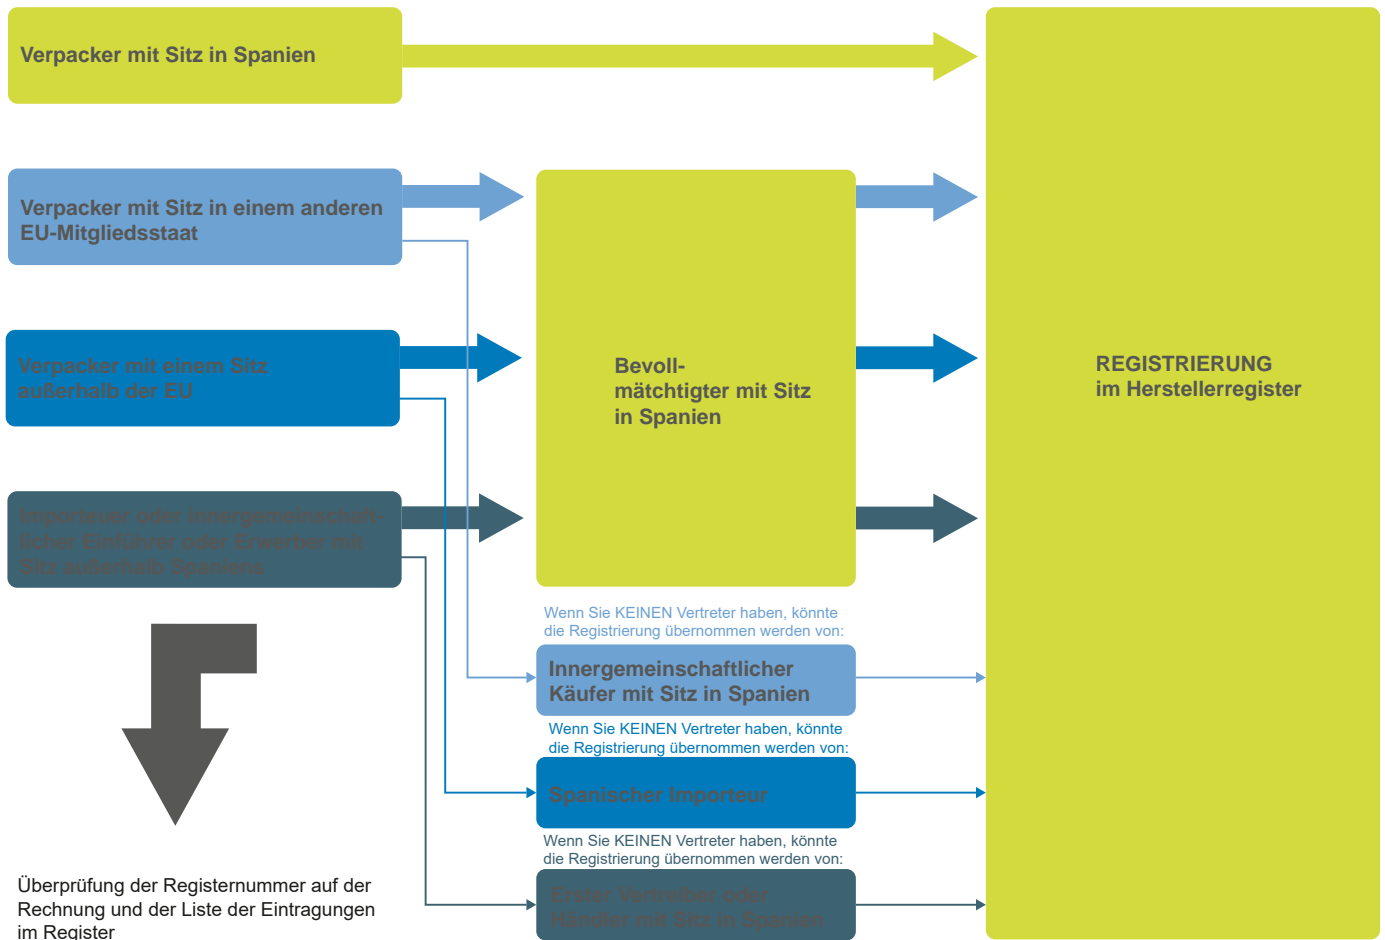 Verpacker mit Sitz in Spanien
Verpacker mit Sitz in einem anderen
EU-Mitgliedsstaat
Verpacker mit einem Sitz
außerhalb der EU
Importeuer oder innergemeinschaft-
licher Einführer oder Erwerber mit
Sitz außerhalb Spaniens
Bevoll-
mätchtigter mit Sitz
in Spanien
REGISTRIERUNG
im Herstellerregister
Wenn Sie KEINEN Vertreter haben, könnte
die Registrierung übernommen werden von:
Innergemeinschaftlicher
Käufer mit Sitz in Spanien
Wenn Sie KEINEN Vertreter haben, könnte
die Registrierung übernommen werden von:
Spanischer Importeur
Wenn Sie KEINEN Vertreter haben, könnte
die Registrierung übernommen werden von:
Erster Vertreiber oder
Händler mit Sitz in Spanien
Überprüfung der Registernummer auf der
Rechnung und der Liste der Eintragungen
im Register